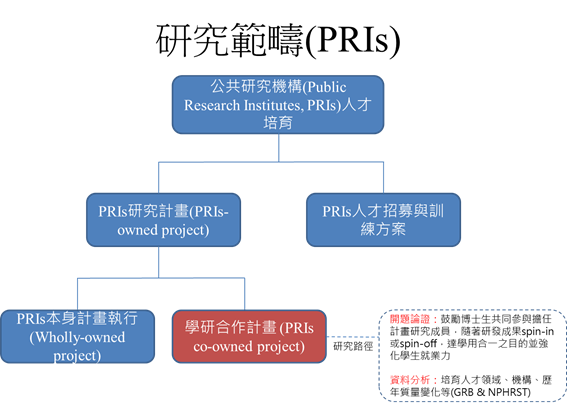 研究範疇(PRIs)
公共研究機構(Public
Research Institutes, PRIs)人才
培育
PRIs研究計畫(PRIs-
owned project)
PRIs人才招募與訓
練方案
PRIs本身計畫執行
(Wholly-owned
project)
學研合作計畫 (PRIs
co-owned project)
研究路徑
開題論證：鼓勵博士生共同參與擔任
計畫研究成員，隨著研發成果spin-in
或spin-off，達學用合一之目的並強
化學生就業力
資料分析：培育人才領域、機構、歷
年質量變化等(GRB & NPHRST)